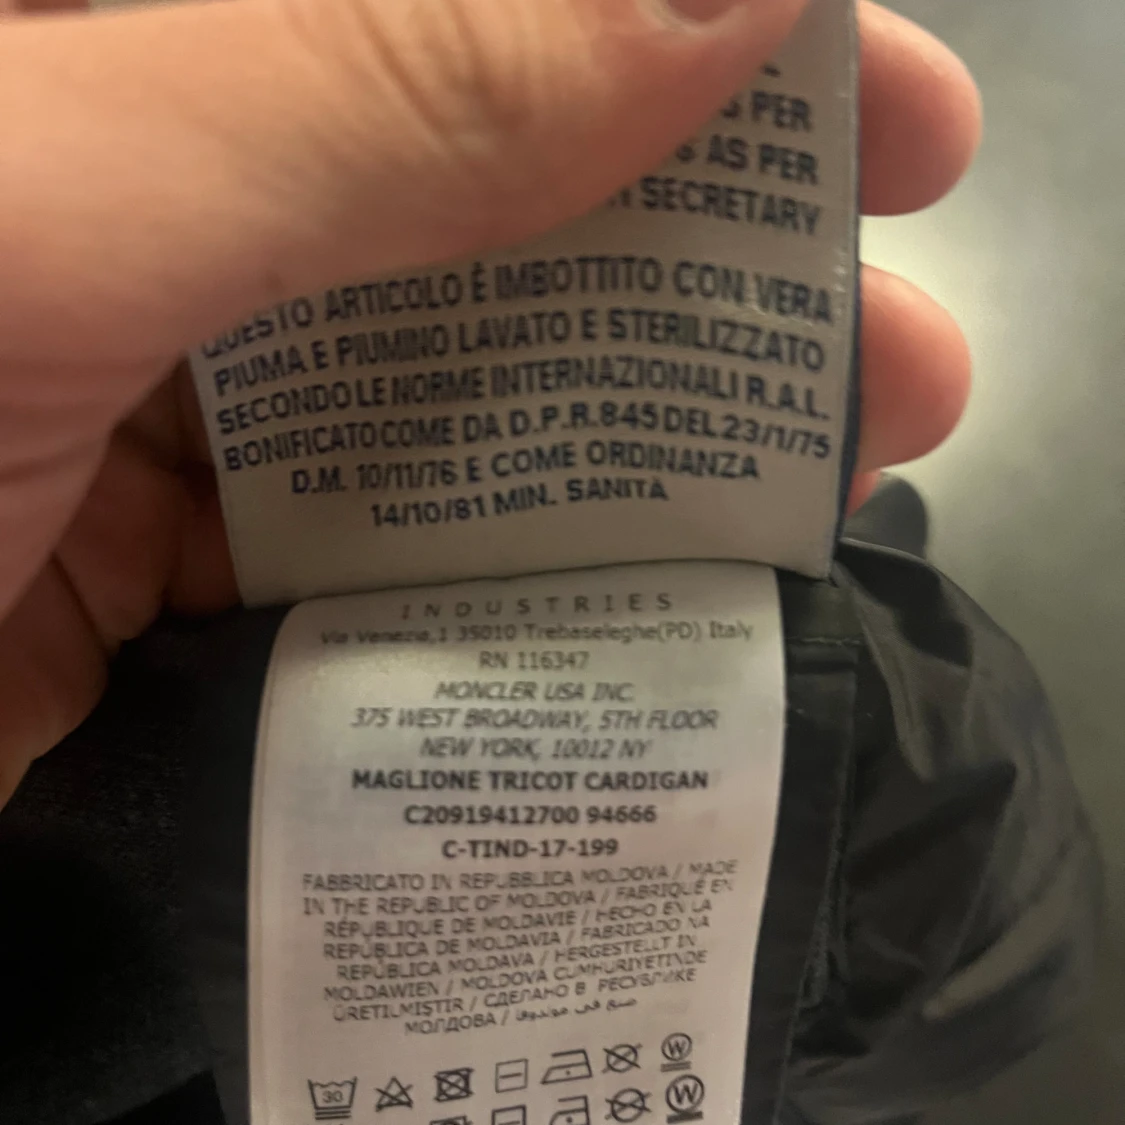 PER
AS PER
SECRETARY
QUESTO ARTICOLO È IMBOTTITO CON VERA
PIUMA E PIUMINO LAVATO E STERILIZZATO
SECONDO LE NORME INTERNAZIONALI R.A.L.
BONIFICATO COME DA D.P.R.845 DEL 23/1/75
D.M. 10/11/76 E COME ORDINANZA
14/10/81 MIN. SANITÀ
INDUSTRIES
Via Venezia,1 35010 Trebaseleghe(PD) Italy
RN 116347
MONCLER USA INC.
375 WEST BROADWAY, 5TH FLOOR
NEW YORK, 10012 NY
MAGLIONE TRICOT CARDIGAN
C20919412700 94666
C-TIND-17-199
FABBRICATO IN REPUBBLICA MOLDOVA / MADE
IN THE REPUBLIC OF MOLDOVA / FABRIQUÉ EN
RÉPUBLIQUE DE MOLDAVIE / HECHO EN LA
REPÚBLICA DE MOLDAVIA / FABRICADO NA
REPÚBLICA MOLDAVA / HERGESTELLT IN
MOLDAWIEN / MOLDOVA CUMHURIYETINDE
ÜRETILMIŞTIR / СДЕЛАНО В РЕСУБЛИКЕ
МОЛДОВА / صنع في مولدوفا
30 W
W